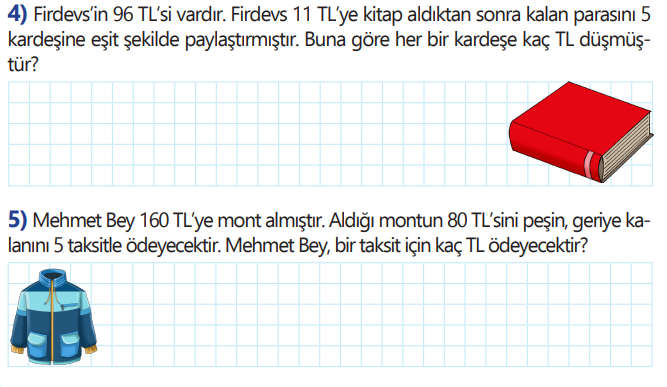 4) Firdevs’in 96 TL’si vardır. Firdevs 11 TL’ye kitap aldıktan sonra kalan parasını 5
kardeşine eşit şekilde paylaştırmıştır. Buna göre her bir kardeşe kaç TL düşmüş-
tür?
5) Mehmet Bey 160 TL’ye mont almıştır. Aldığı montun 80 TL’sini peşin, geriye ka-
lanını 5 taksitle ödeyecektir. Mehmet Bey, bir taksit için kaç TL ödeyecektir?